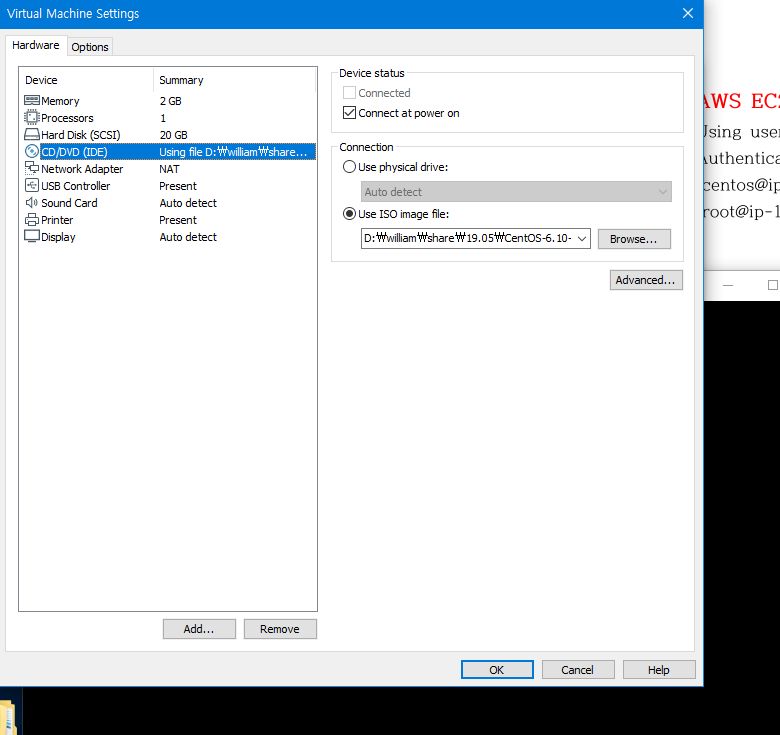 Virtual Machine Settings
Hardware Options
Device Summary
Memory 2 GB
Processors 1
Hard Disk (SCSI) 20 GB
CD/DVD (IDE) Using file D:₩william₩share...
Network Adapter NAT
USB Controller Present
Sound Card Auto detect
Printer Present
Display Auto detect
Add... Remove
Device status
Connected
Connect at power on
Connection
Use physical drive:
Auto detect
Use ISO image file:
D:₩william₩share₩19.05₩CentOS-6.10- Browse...
Advanced...
OK Cancel Help
AWS EC2
Using user
Authentica
centos@ip
root@ip-1